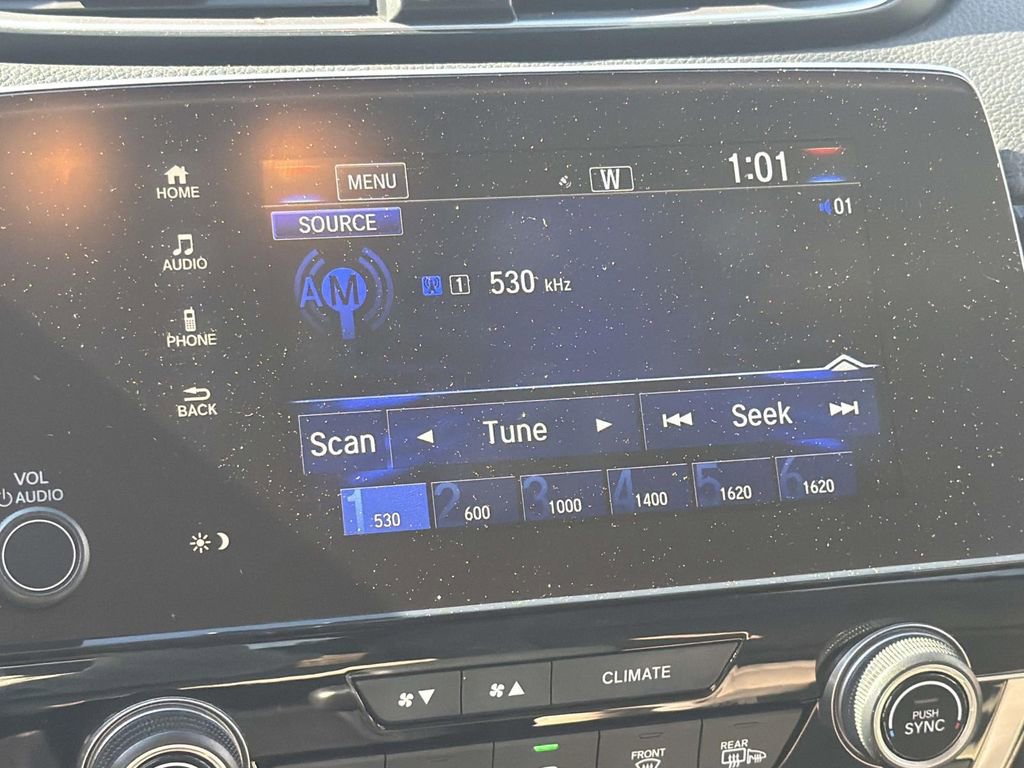 HOME
MENU
W
1:01
SOURCE
01
AUDIO
AM
1 530 kHz
PHONE
BACK
Scan
Tune
Seek
VOL
AUDIO
1 530
2 600
3 1000
4 1400
5 1620
6 1620
CLIMATE
PUSH
SYNC
FRONT
REAR